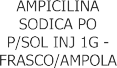 AMPICILINA
SODICA PO
P/SOL INJ 1G -
FRASCO/AMPOLA